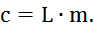 c = L · m.